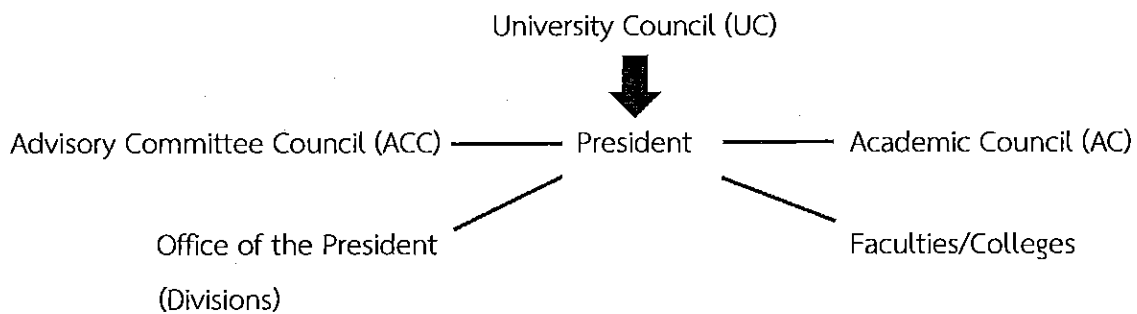 University Council (UC)
Advisory Committee Council (ACC)
President
Academic Council (AC)
Office of the President
(Divisions)
Faculties/Colleges